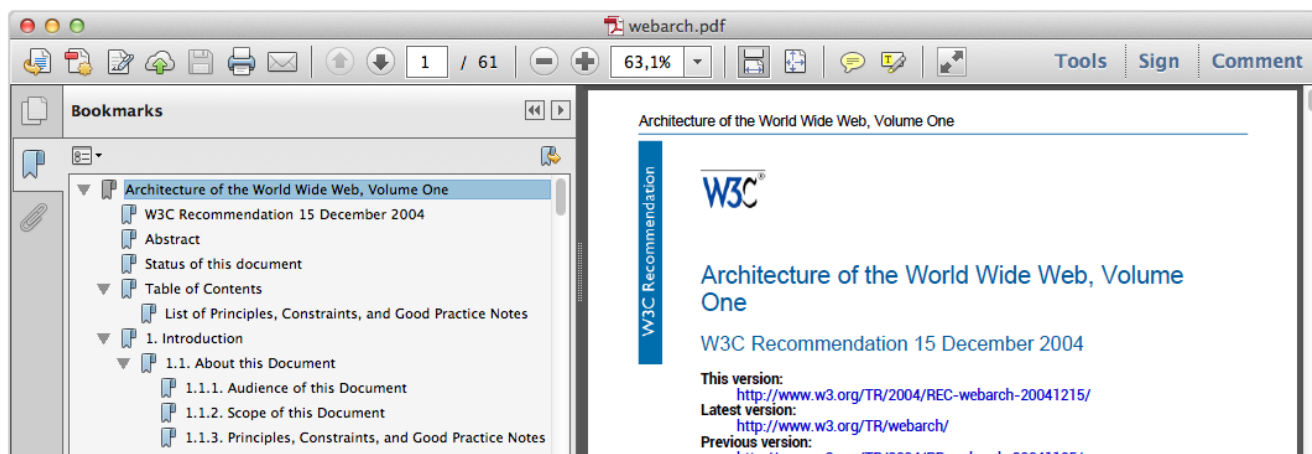 webarch.pdf
1 / 61
63,1%
Tools Sign Comment
Bookmarks
Architecture of the World Wide Web, Volume One
W3C Recommendation 15 December 2004
Abstract
Status of this document
Table of Contents
List of Principles, Constraints, and Good Practice Notes
1. Introduction
1.1. About this Document
1.1.1. Audience of this Document
1.1.2. Scope of this Document
1.1.3. Principles, Constraints, and Good Practice Notes
Architecture of the World Wide Web, Volume One
W3C Recommendation
W3C®
Architecture of the World Wide Web, Volume
One
W3C Recommendation 15 December 2004
This version:
http://www.w3.org/TR/2004/REC-webarch-20041215/
Latest version:
http://www.w3.org/TR/webarch/
Previous version: